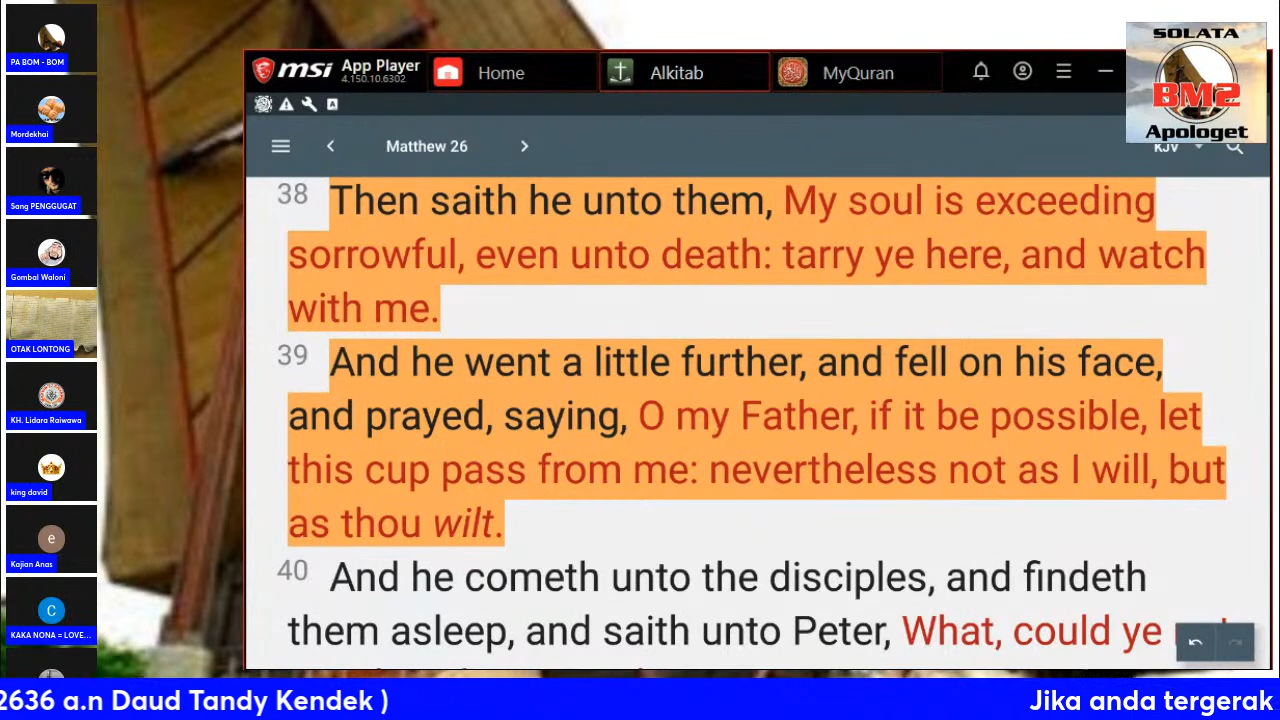 PA BOM - BOM
Mordekhai
Sang PENGGUGAT
Gombal Waloni
OTAK LONTONG
KH. Lidara Raiwawa
king david
e
Kajian Anas
C
KAKA NONA = LOVE...
msi App Player
4.150.10.6302
Home
Alkitab
MyQuran
SOLATA
BM2
Apologet
Matthew 26
KJV
38 Then saith he unto them, My soul is exceeding
sorrowful, even unto death: tarry ye here, and watch
with me.
39 And he went a little further, and fell on his face,
and prayed, saying, O my Father, if it be possible, let
this cup pass from me: nevertheless not as I will, but
as thou wilt.
40 And he cometh unto the disciples, and findeth
them asleep, and saith unto Peter, What, could ye
2636 a.n Daud Tandy Kendek )
Jika anda tergerak